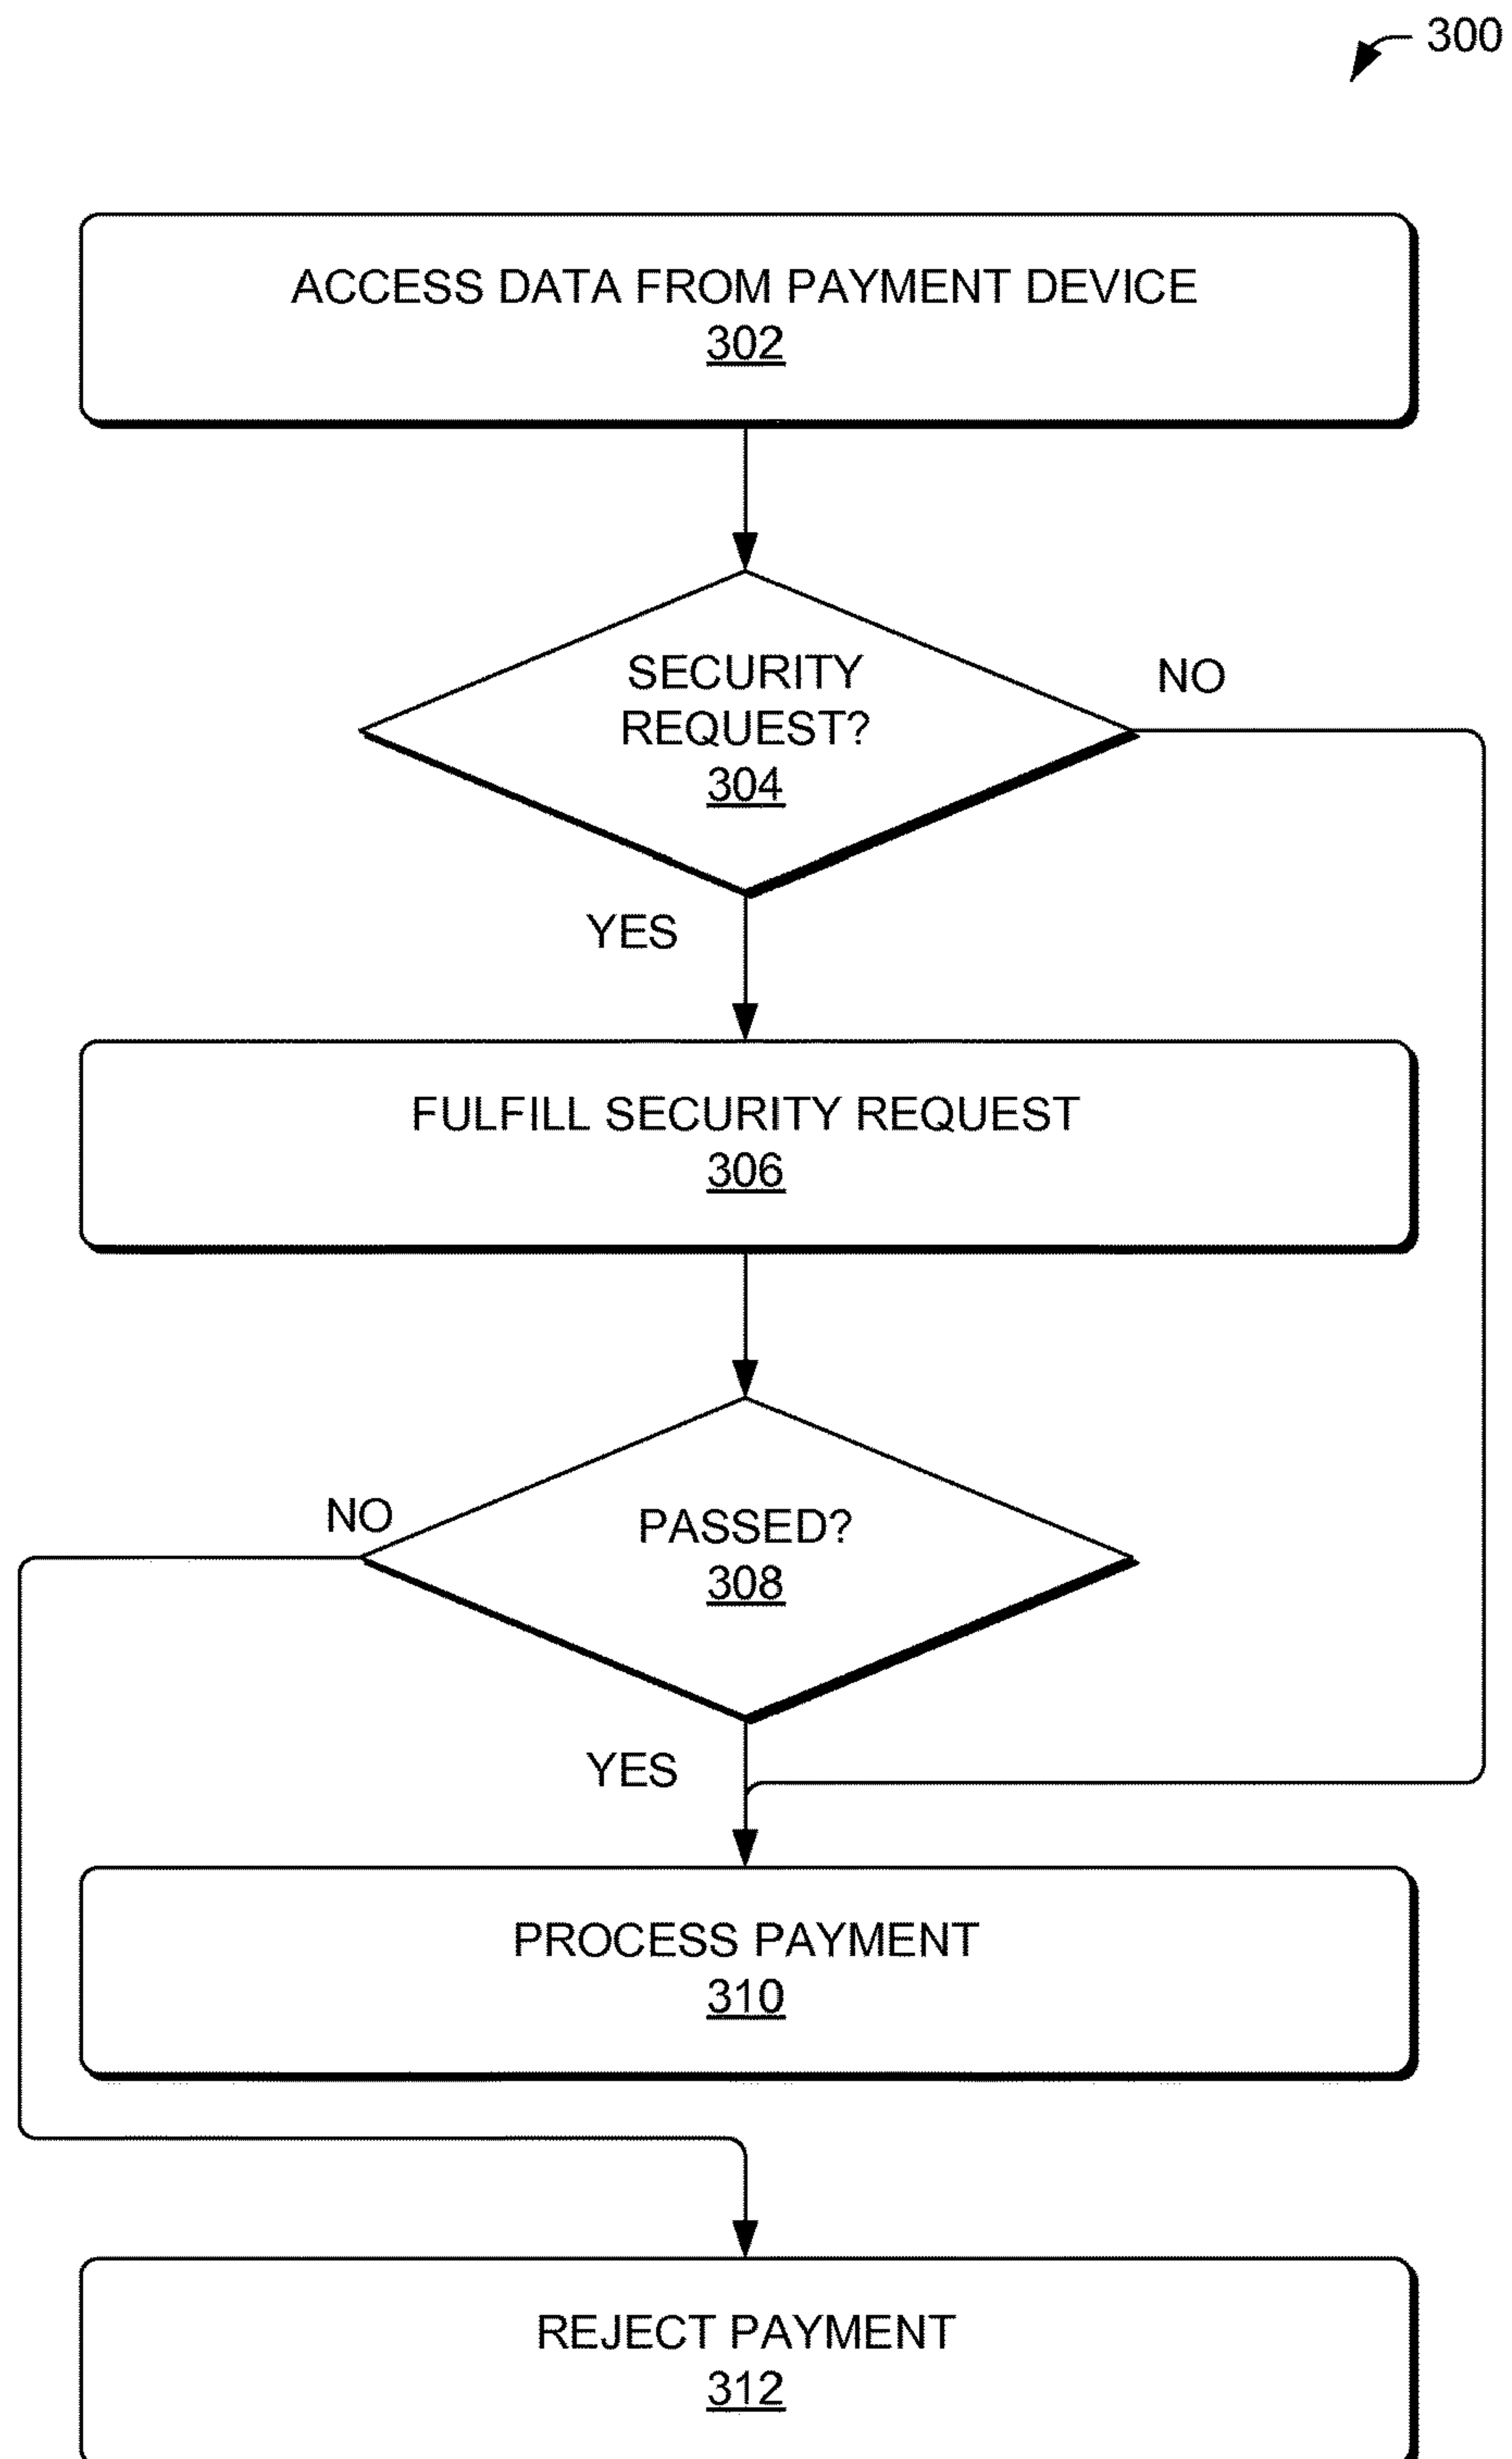 300
ACCESS DATA FROM PAYMENT DEVICE
302
SECURITY
REQUEST?
304
NO
YES
FULFILL SECURITY REQUEST
306
NO
PASSED?
308
YES
PROCESS PAYMENT
310
REJECT PAYMENT
312